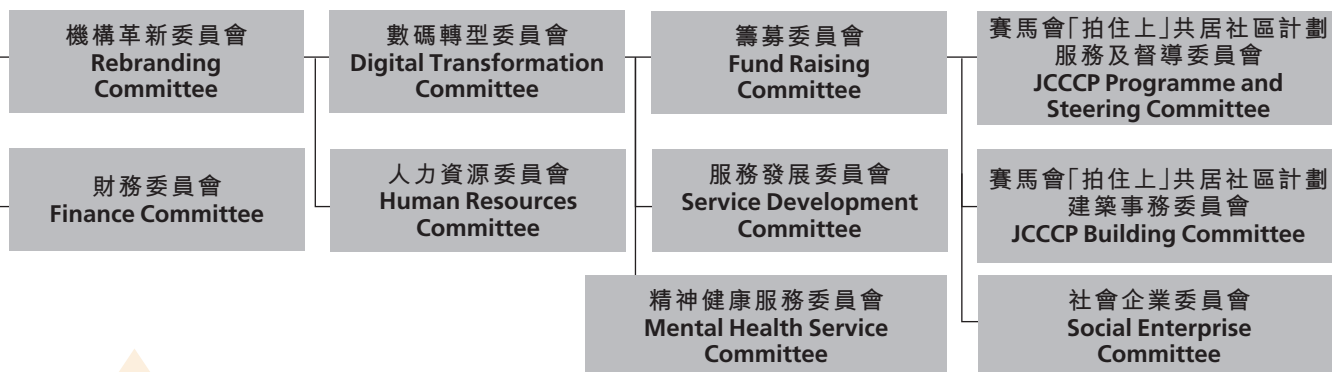 機構革新委員會
Rebranding
Committee
數碼轉型委員會
Digital Transformation
Committee
籌募委員會
Fund Raising
Committee
賽馬會「拍住上」共居社區計劃
服務及督導委員會
JCCCP Programme and
Steering Committee
財務委員會
Finance Committee
人力資源委員會
Human Resources
Committee
服務發展委員會
Service Development
Committee
賽馬會「拍住上」共居社區計劃
建築事務委員會
JCCCP Building Committee
精神健康服務委員會
Mental Health Service
Committee
社會企業委員會
Social Enterprise
Committee